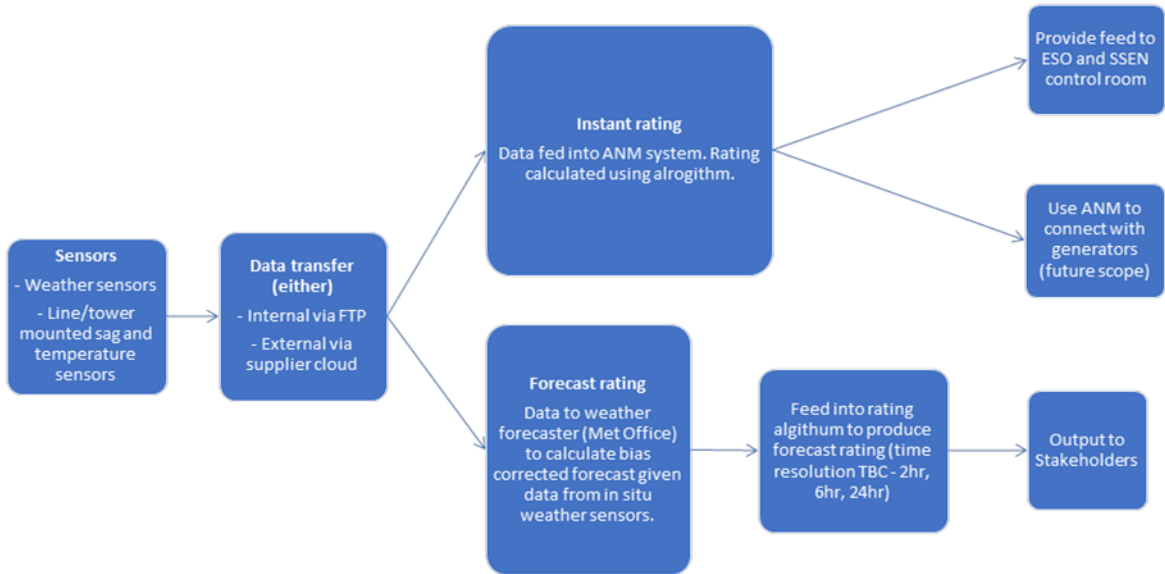 Sensors
- Weather sensors
- Line/tower
mounted sag and
temperature
sensors
Data transfer
(either)
- Internal via FTP
- External via
supplier cloud
Instant rating
Data fed into ANM system. Rating
calculated using alrogithm.
Provide feed to
ESO and SSEN
control room
Use ANM to
connect with
generators
(future scope)
Forecast rating
Data to weather
forecaster (Met Office)
to calculate bias
corrected forecast given
data from in situ
weather sensors.
Feed into rating
algithum to produce
forecast rating (time
resolution TBC - 2hr,
6hr, 24hr)
Output to
Stakeholders